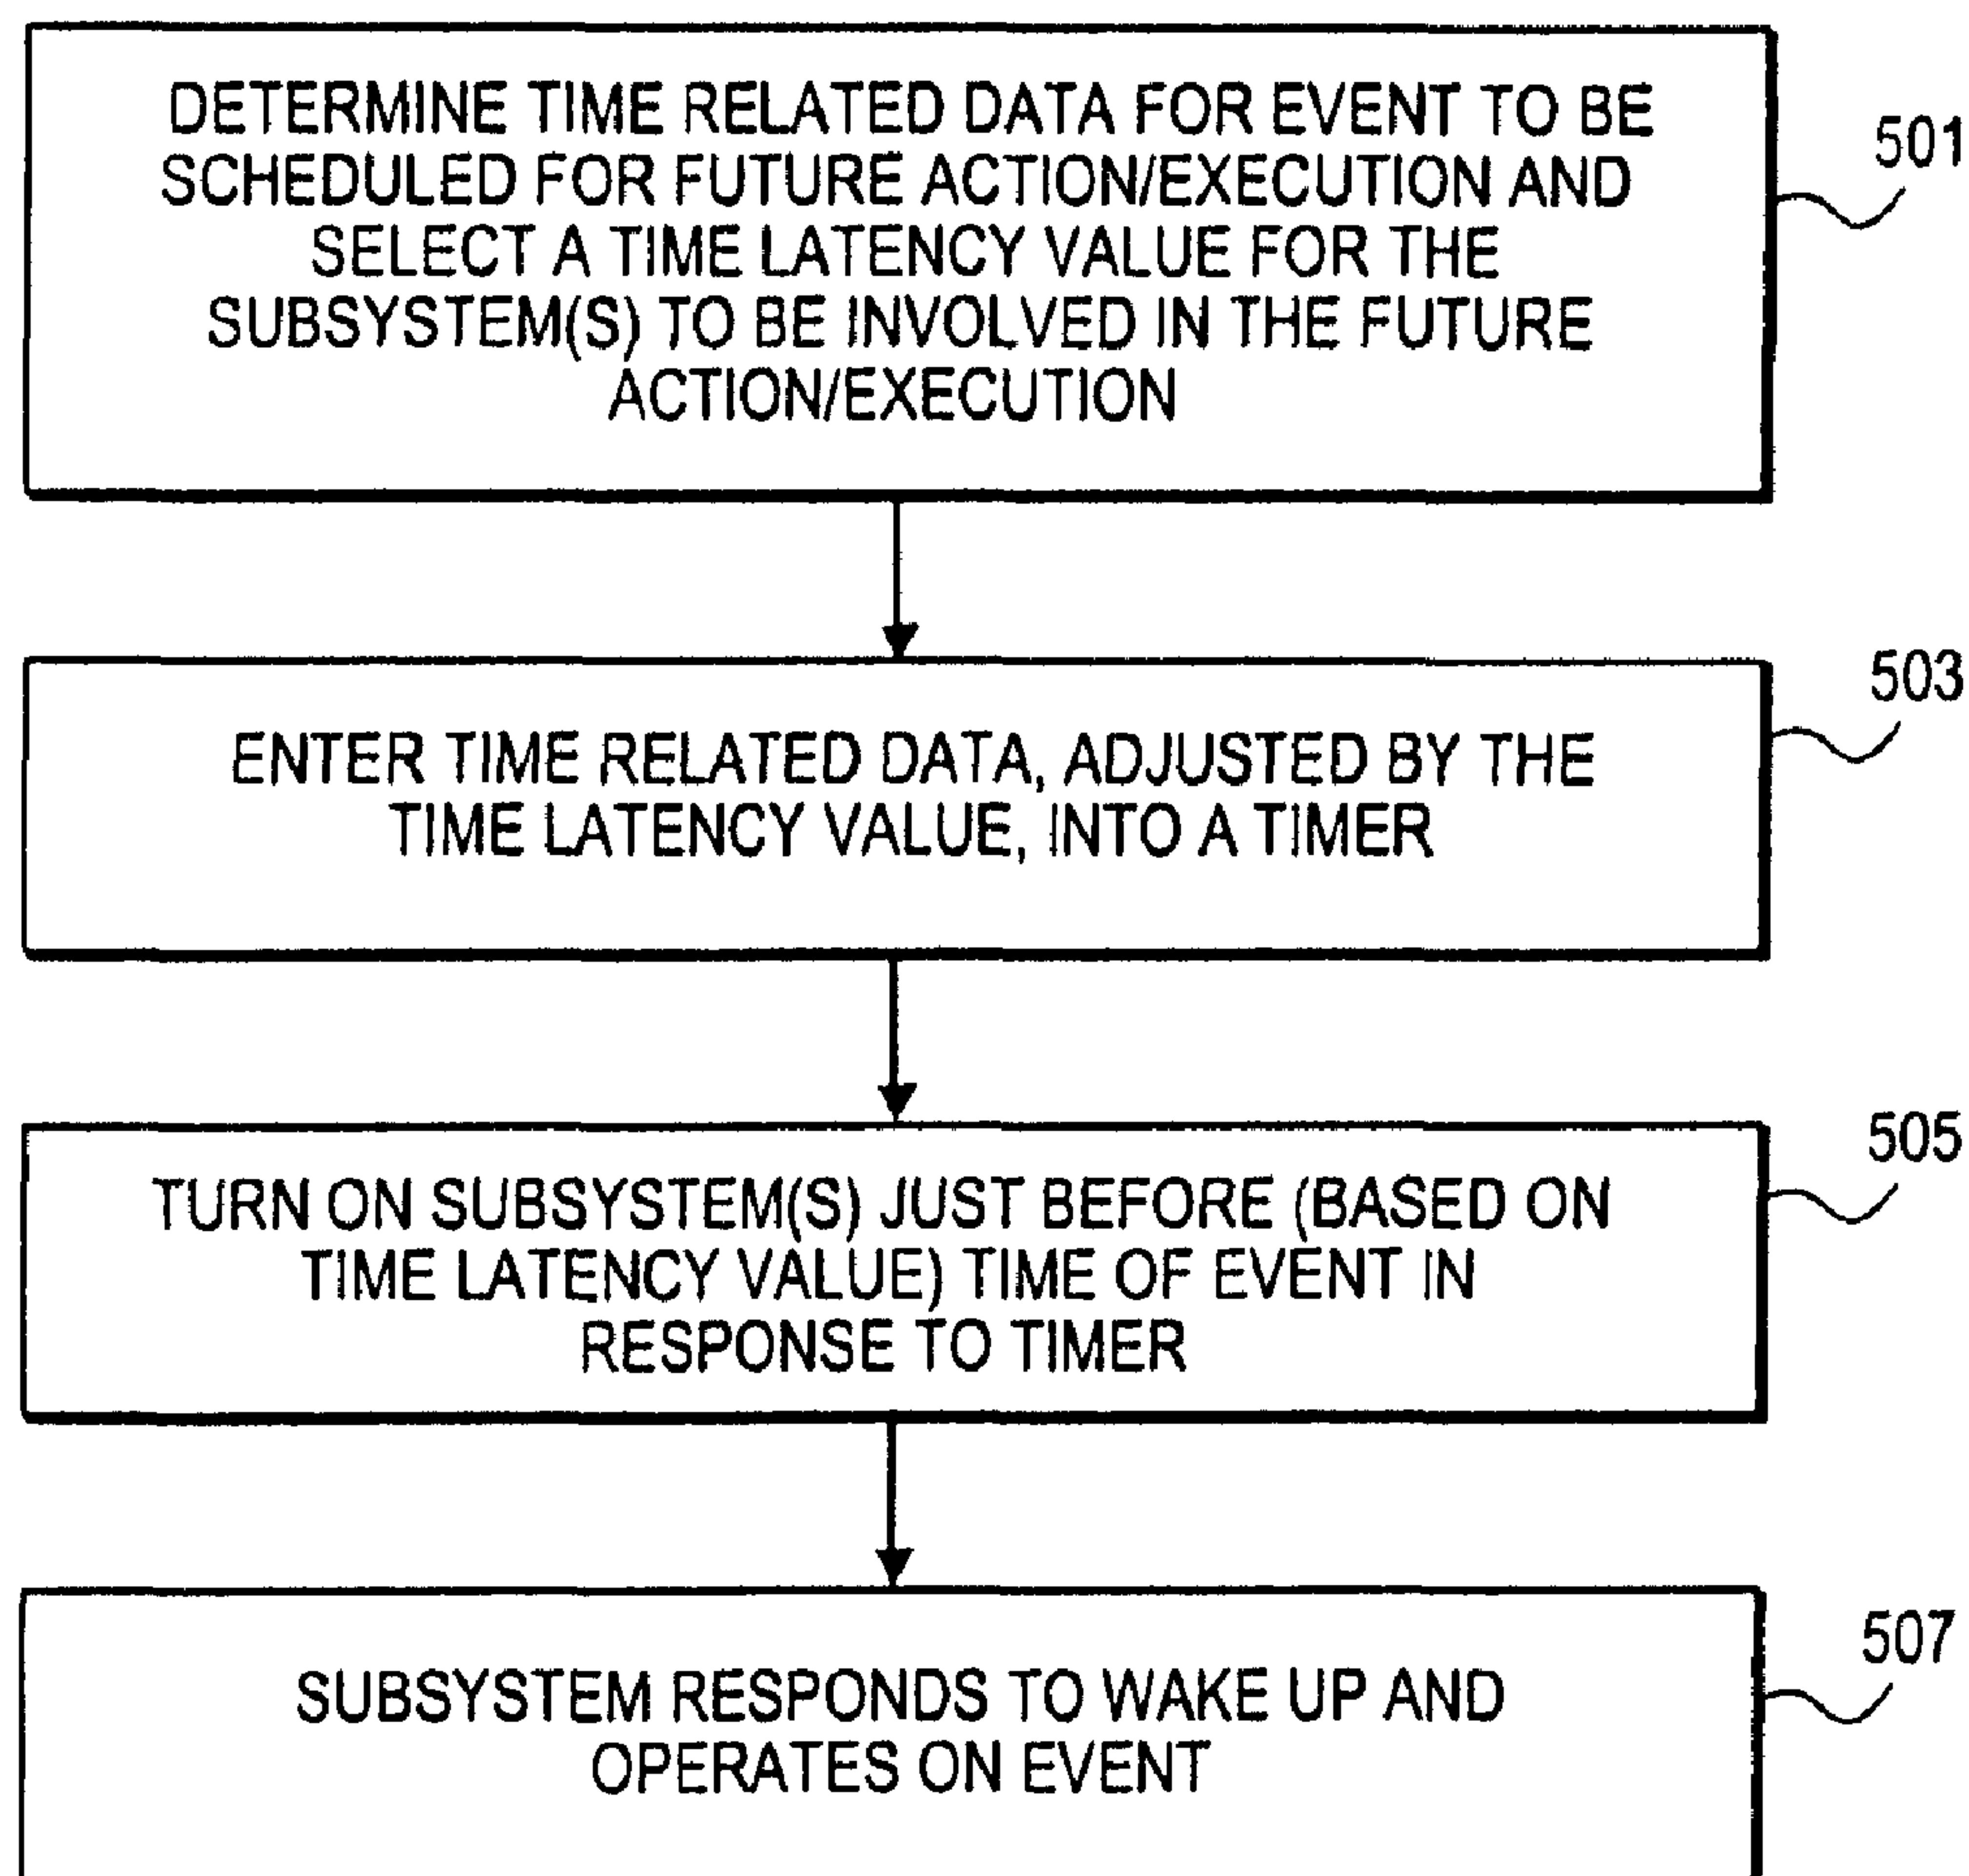 DETERMINE TIME RELATED DATA FOR EVENT TO BE
SCHEDULED FOR FUTURE ACTION/EXECUTION AND
SELECT A TIME LATENCY VALUE FOR THE
SUBSYSTEM(S) TO BE INVOLVED IN THE FUTURE
ACTION/EXECUTION
501
ENTER TIME RELATED DATA, ADJUSTED BY THE
TIME LATENCY VALUE, INTO A TIMER
503
TURN ON SUBSYSTEM(S) JUST BEFORE (BASED ON
TIME LATENCY VALUE) TIME OF EVENT IN
RESPONSE TO TIMER
505
SUBSYSTEM RESPONDS TO WAKE UP AND
OPERATES ON EVENT
507